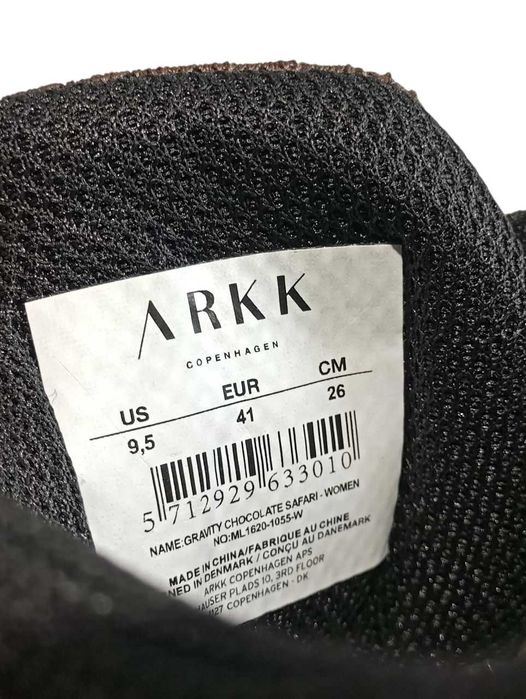 ARKK
COPENHAGEN
US EUR CM
9,5 41 26
5 712929 633010
NAME:GRAVITY CHOCOLATE SAFARI - WOMEN
NO:ML1620-1055-W
MADE IN CHINA/FABRIQUE AU CHINE
NED IN DENMARK / CONÇU AU DANEMARK
ARKK COPENHAGEN APS
HAUSER PLADS 10, 3RD FLOOR
1127 COPENHAGEN - DK